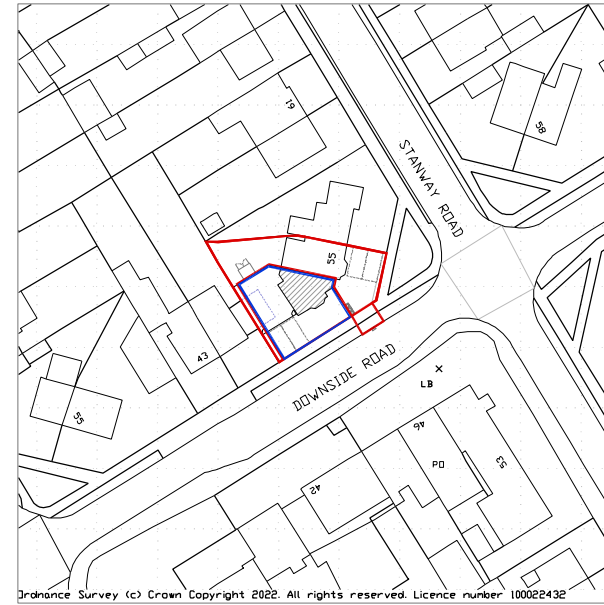 61
58
STANWAY ROAD
55
43
DOWNSIDE ROAD
LB
55
46
PO
53
42
rdnance Survey (c) Crown Copyright 2022. All rights reserved. Licence number 100022432